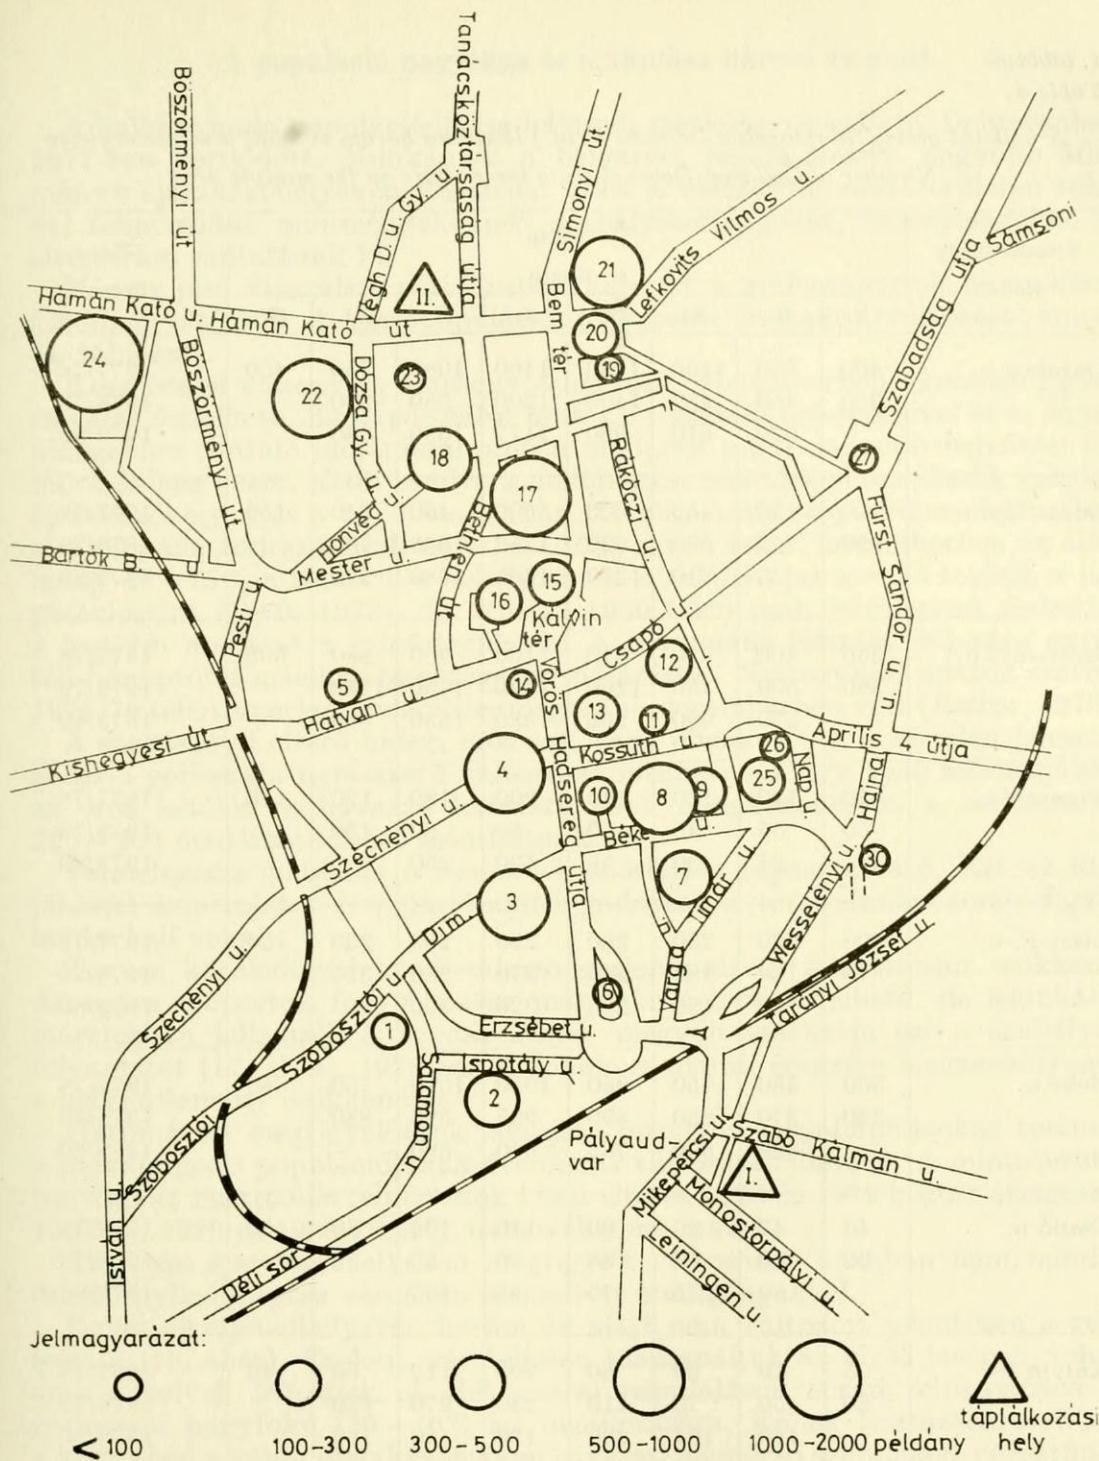 Tanácsköztársaság útja
Böszörményi út
Simonyi út
Végh D. u.
Gy. u.
Lefkovits Vilmos u.
Sámsoni
Szabadság útja
21
II.
Hámán Kató u.
Hámán Kató út
Bem tér
20
19
24
Böszörményi út
22
Dózsa Gy. u.
23
18
17
Rákóczi u.
27
Honvéd u.
Bethlen út
Fürst Sándor u.
Bartók B. u.
Mester u.
Pesti u.
16
15
Kálvin tér
Csapó u.
12
5
Hatvan u.
14
Vörös Hadsereg útja
13
11
Kossuth u.
26
Április 4 útja
Kishegyesi út
4
10
8
9
25
Nap u.
Hajnal u.
Széchenyi u.
Béke u.
30
7
Timár u.
Wesselényi u.
3
Dim.
Varga u.
Széchenyi u.
6
Tarányi József u.
Szoboszlói u.
1
Erzsébet u.
Ispotály u.
2
Salamon u.
Pályaud-
var
Szabó Kálmán u.
I.
Mikepércsi u.
Monostorpályi u.
Leiningen u.
Szoboszlói
István u.
Déli sor
Jelmagyarázat:
táplálkozási
< 100 100-300 300-500 500-1000 1000-2000 példány hely